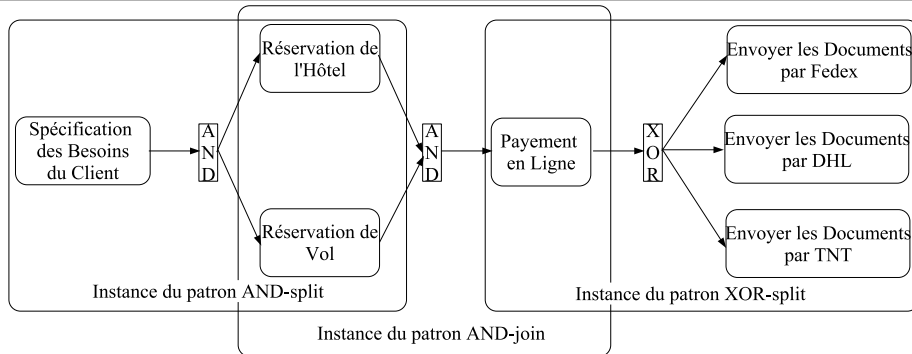 Spécification
des Besoins
du Client
A
N
D
Réservation de
l'Hôtel
Réservation de
Vol
A
N
D
Payement
en Ligne
X
O
R
Envoyer les Documents
par Fedex
Envoyer les Documents
par DHL
Envoyer les Documents
par TNT
Instance du patron AND-split
Instance du patron XOR-split
Instance du patron AND-join